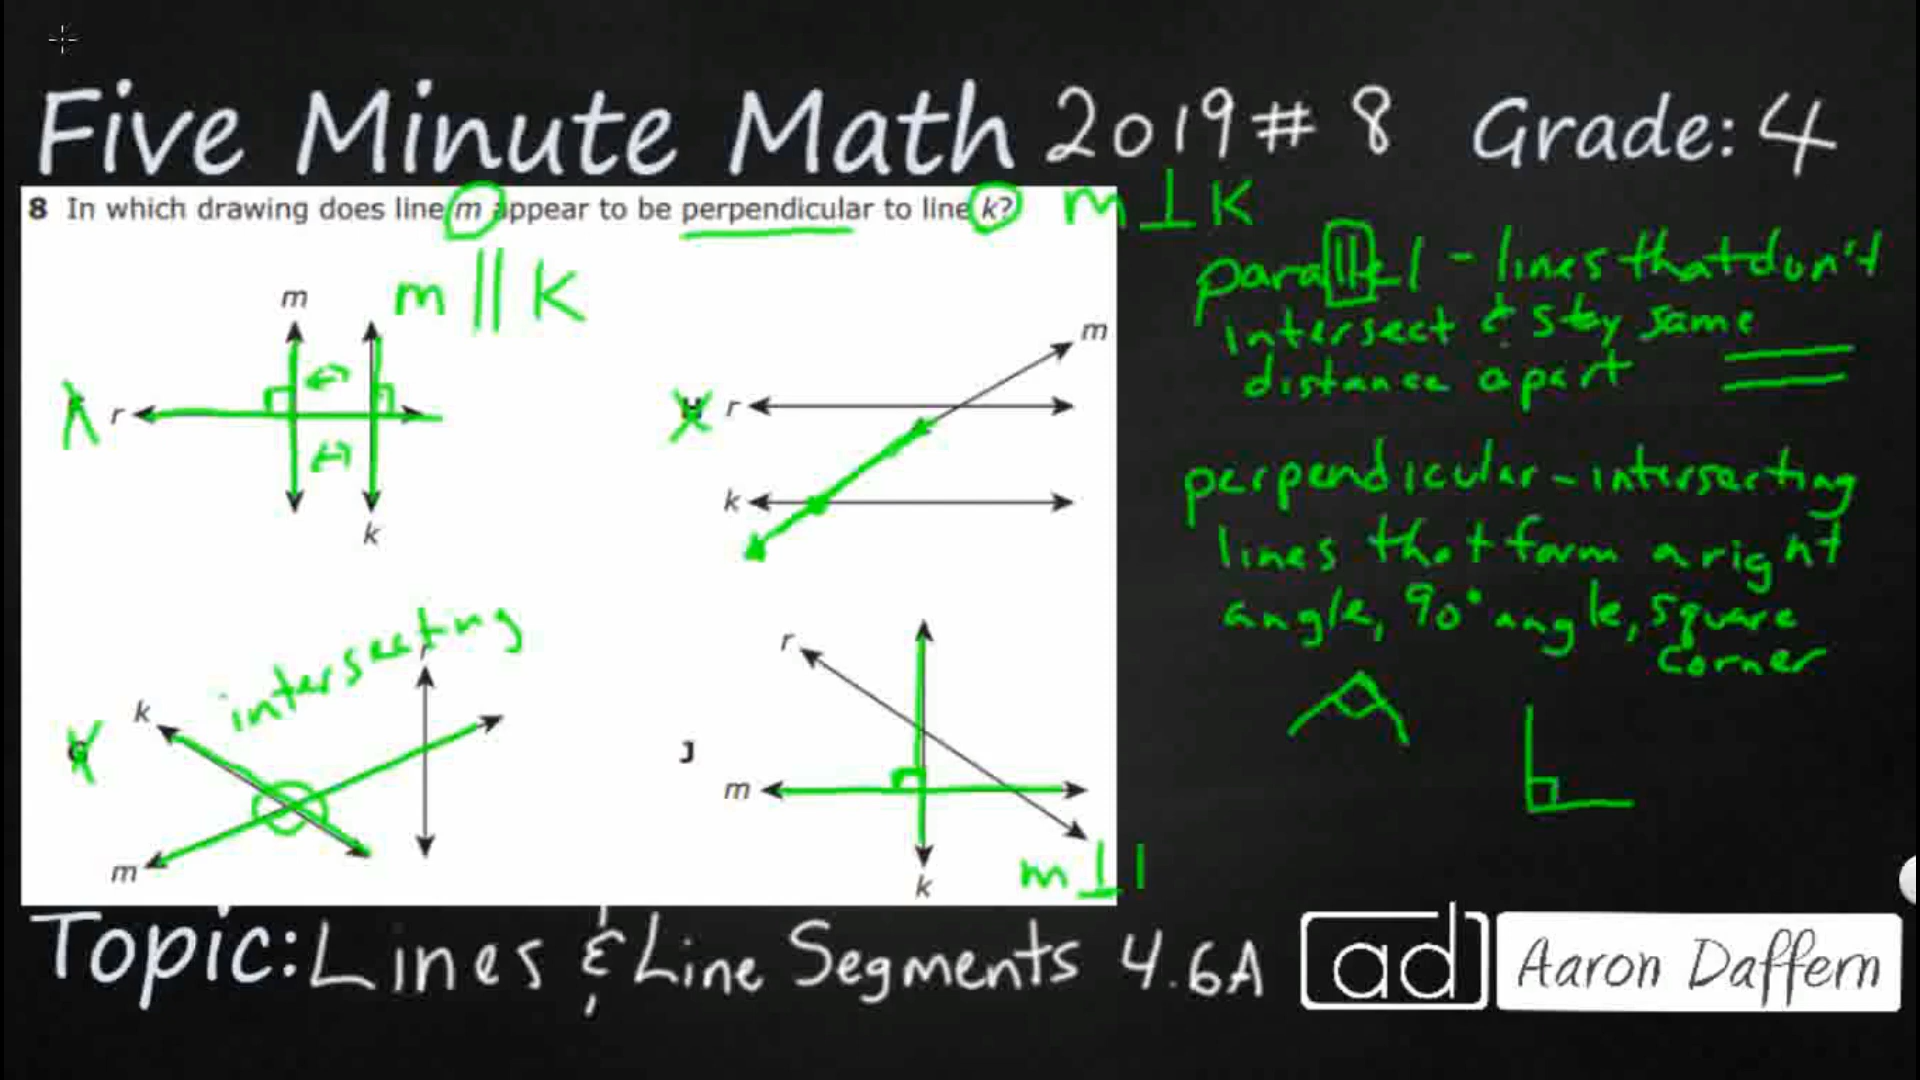 Five Minute Math 2019 # 8 Grade: 4
8 In which drawing does line m appear to be perpendicular to line k? m ⊥ K
m || K
parallel - lines that don't
intersect & stay same
distance apart
m
r
k
m
r
k
perpendicular - intersecting
lines that form a right
angle, 90° angle, square
corner
intersecting
r
k
m
r
J
m
k
m ⊥ |
Topic: Lines & Line Segments 4.6A
ad
Aaron Daffern